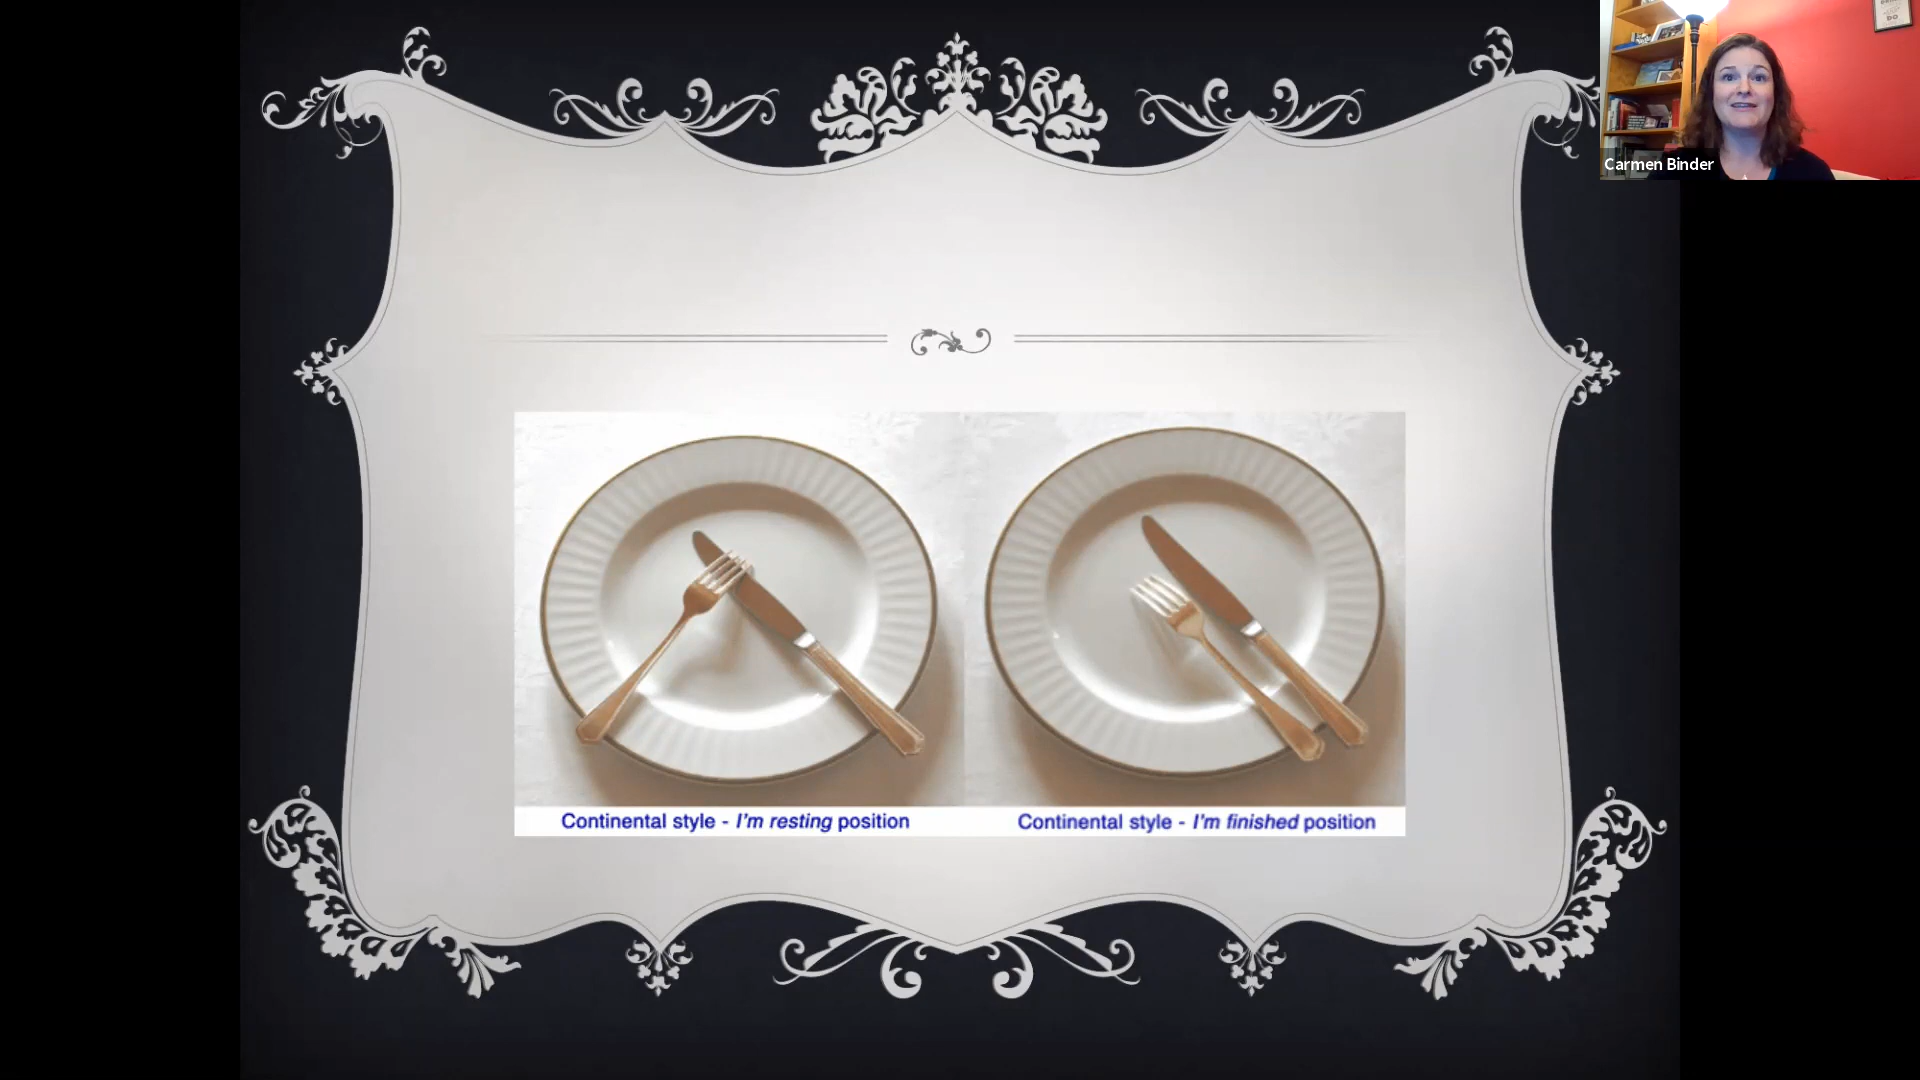 Carmen Binder
Continental style - I'm resting position
Continental style - I'm finished position